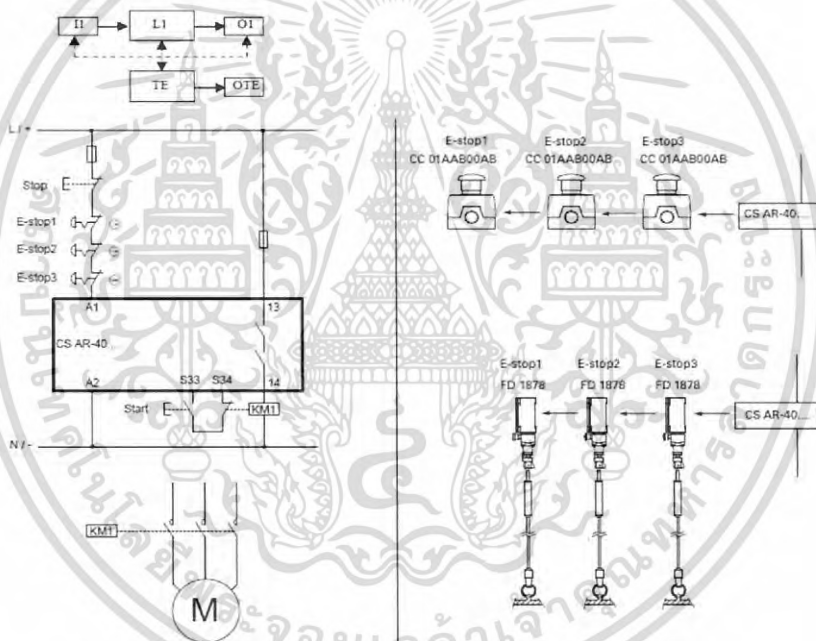 I1
L1
O1
TE
OTE
L / +
Stop
E-stop1
E-stop2
E-stop3
A1
13
CS AR-40...
A2
S33
S34
14
Start
KM1
N / -
KM1
M
E-stop1
CC 01AAB00AB
E-stop2
CC 01AAB00AB
E-stop3
CC 01AAB00AB
CS AR-40....
E-stop1
FD 1878
E-stop2
FD 1878
E-stop3
FD 1878
CS AR-40....